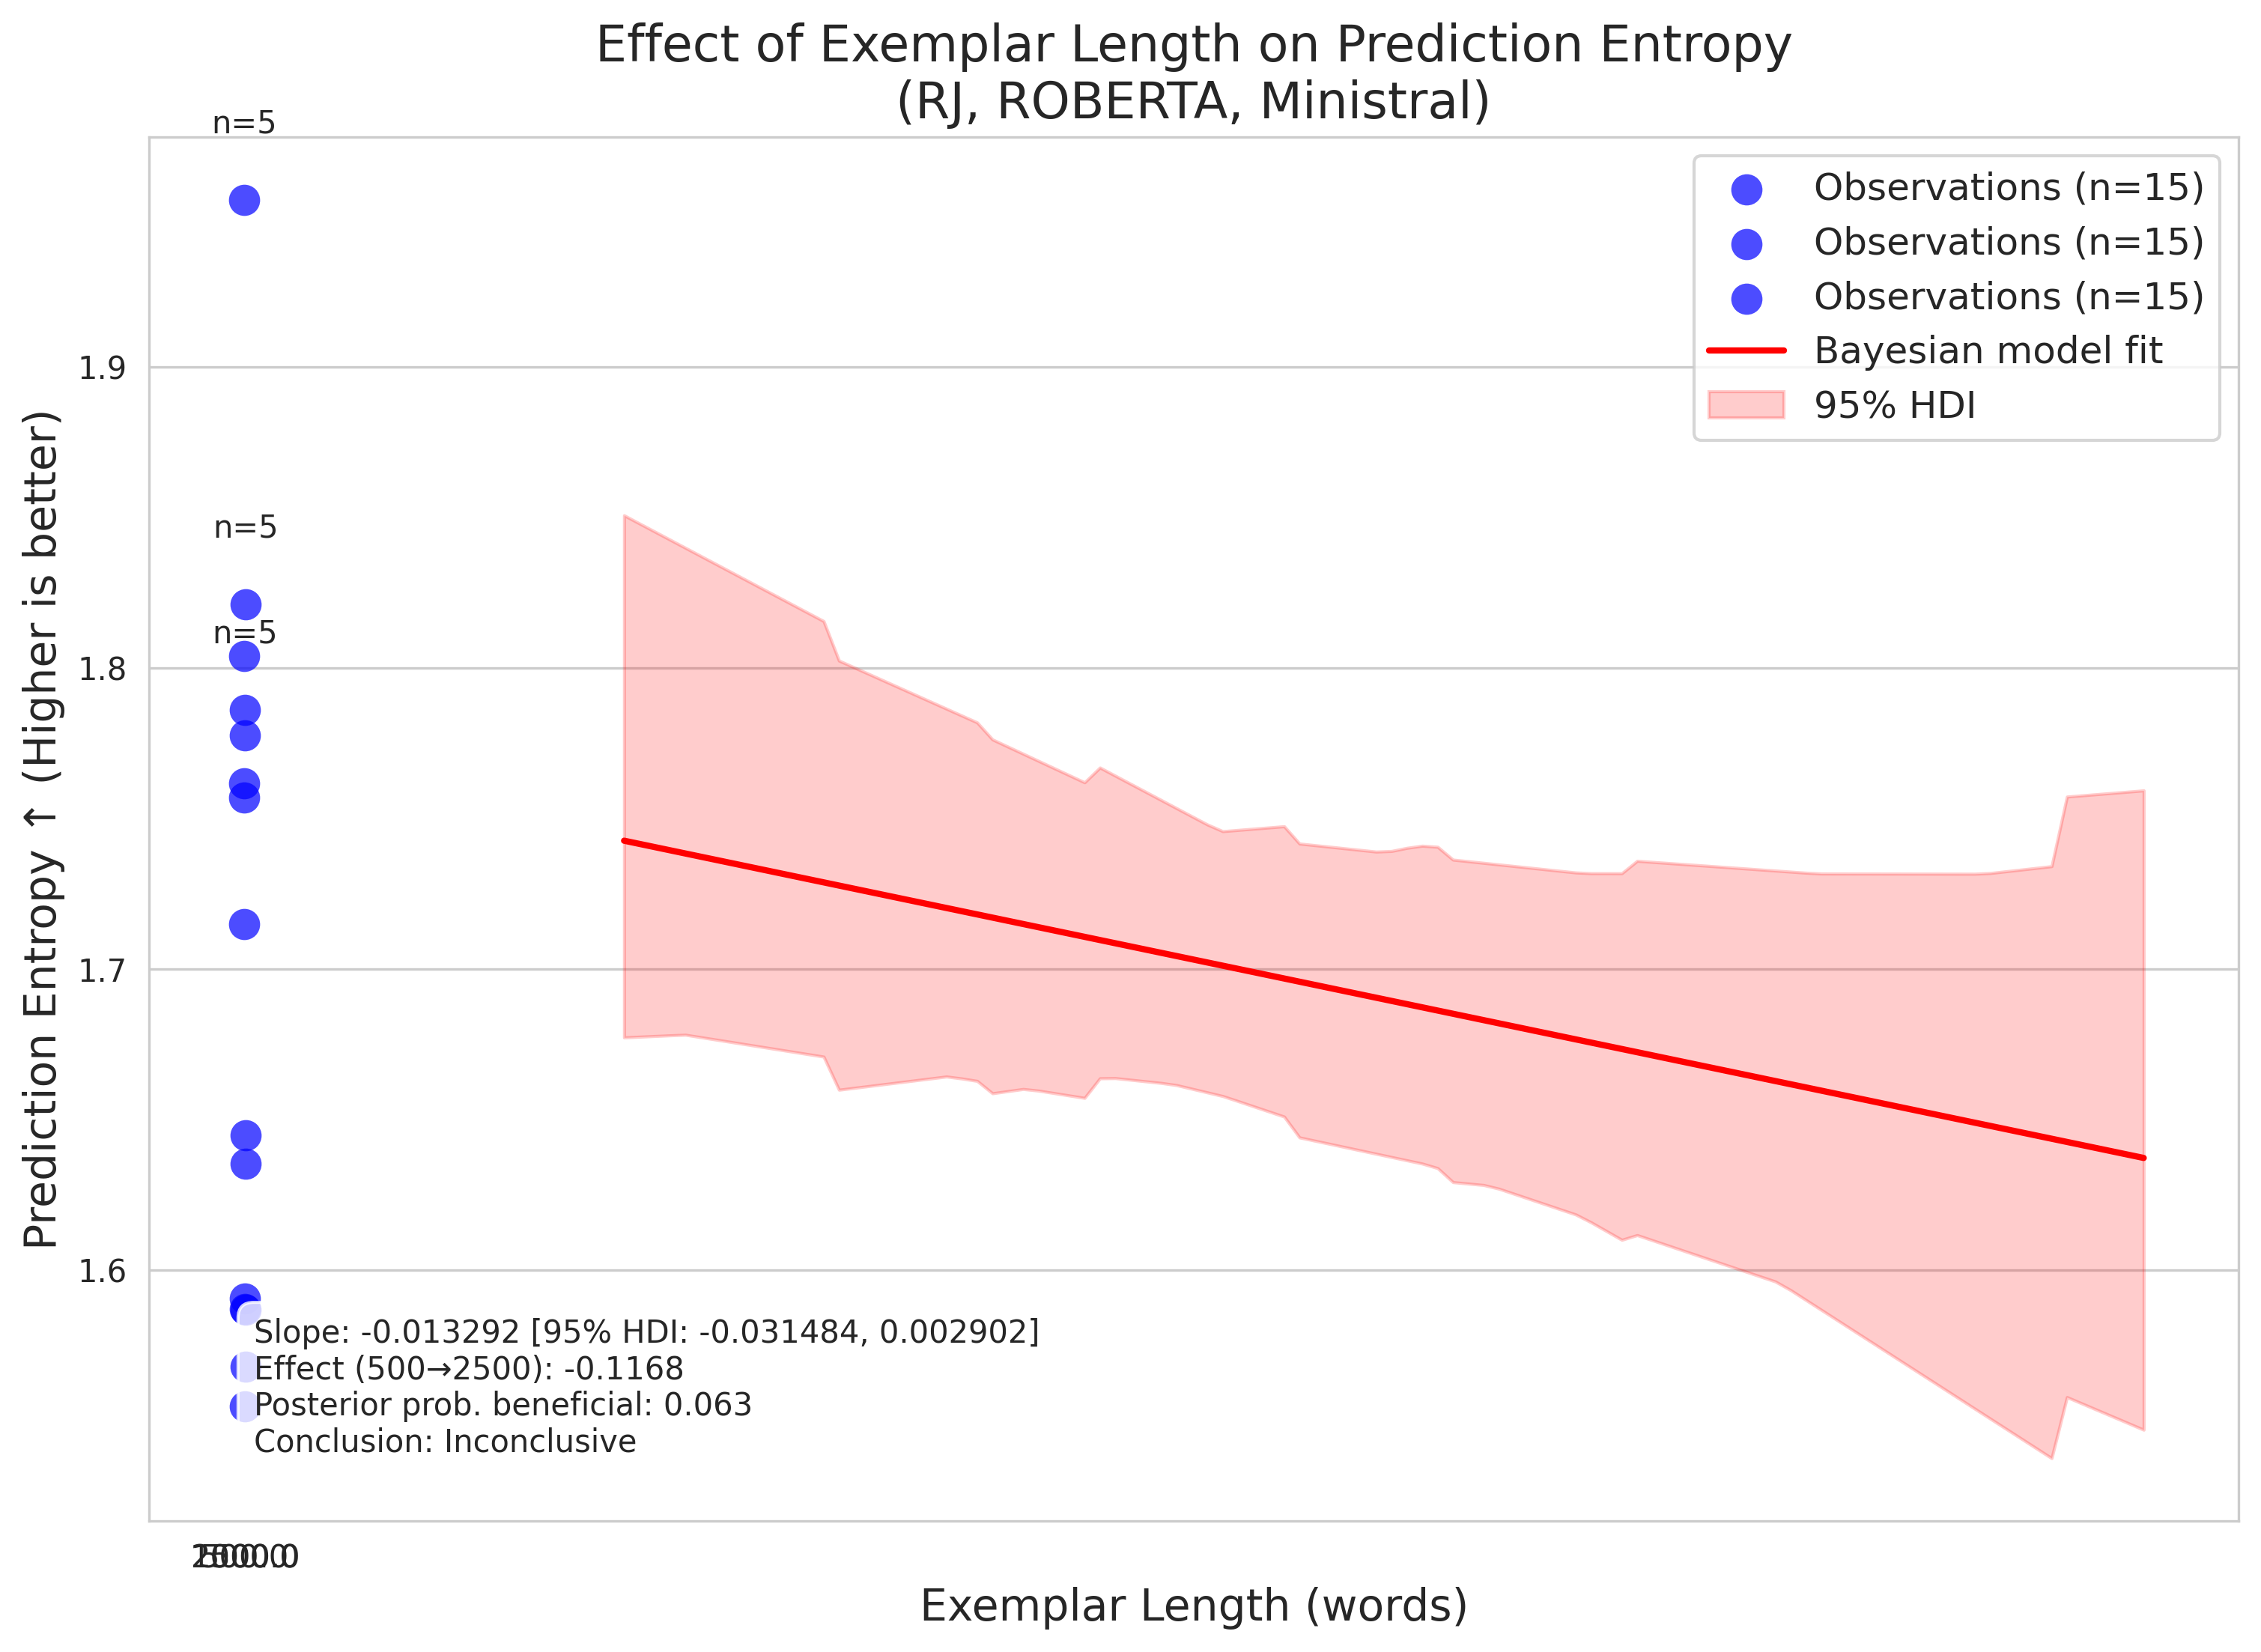 Effect of Exemplar Length on Prediction Entropy
(RJ, ROBERTA, Ministral)
n=5
Observations (n=15)
Observations (n=15)
Observations (n=15)
Bayesian model fit
95% HDI
1.9
n=5
n=5
1.8
1.7
1.6
Prediction Entropy ↑ (Higher is better)
Slope: -0.013292 [95% HDI: -0.031484, 0.002902]
Effect (500→2500): -0.1168
Posterior prob. beneficial: 0.063
Conclusion: Inconclusive
Exemplar Length (words)